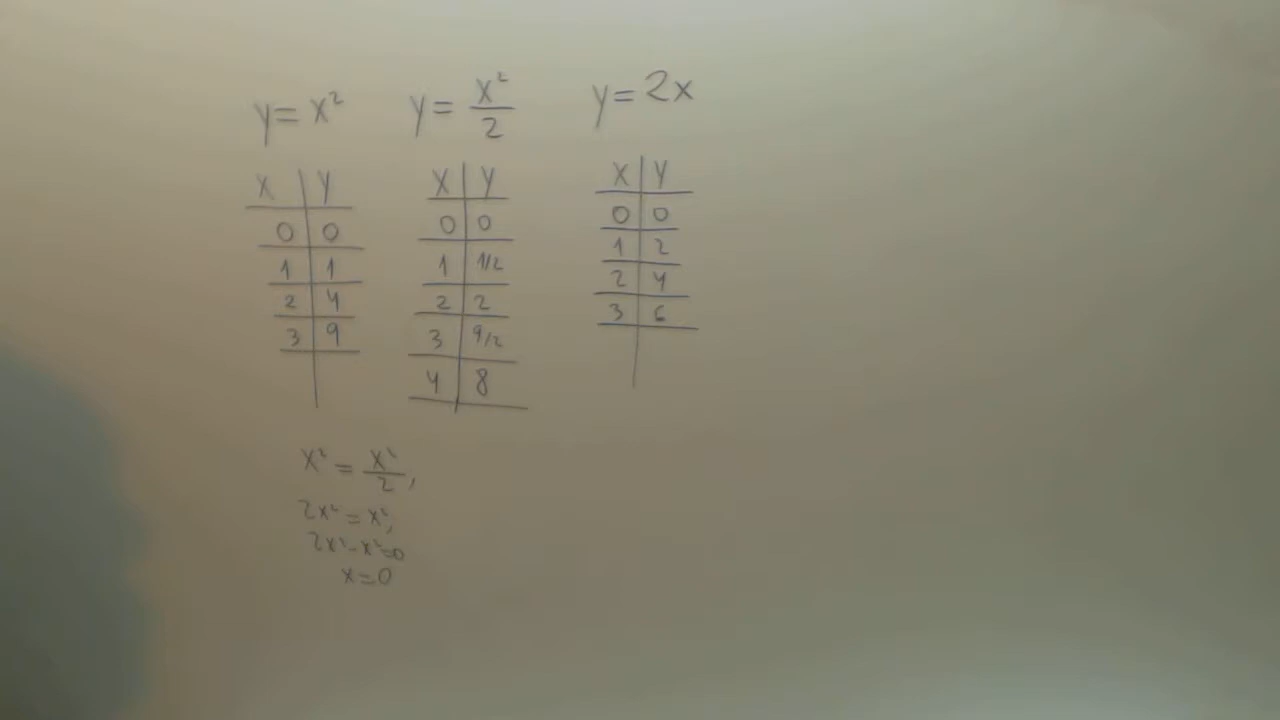 y = x²
y = x²/2
y = 2x
x y
0 0
1 1
2 4
3 9
x y
0 0
1 1/2
2 2
3 9/2
4 8
x y
0 0
1 2
2 4
3 6
x² = x²/2,
2x² = x²,
2x² - x² = 0
x = 0